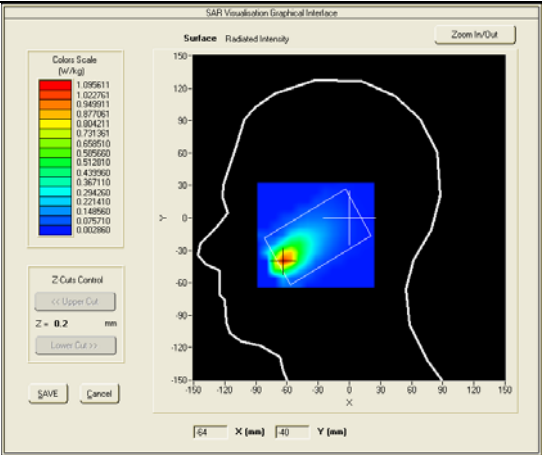 SAR Visualisation Graphical Interface
Surface Radiated Intensity
Zoom In/Out
Colors Scale
(W/kg)
1.095611
1.022761
0.949911
0.877061
0.804211
0.731361
0.658510
0.585660
0.512810
0.439960
0.367110
0.294260
0.221410
0.148560
0.075710
0.002860
Z-Cuts Control
<< Upper Cut
Z = 0.2 mm
Lower Cut >>
SAVE Cancel
150
120
90
60
30
Y 0
-30
-60
-90
-120
-150
-150 -120 -90 -60 -30 0 30 60 90 120 150
X
-64 X (mm) -40 Y (mm)